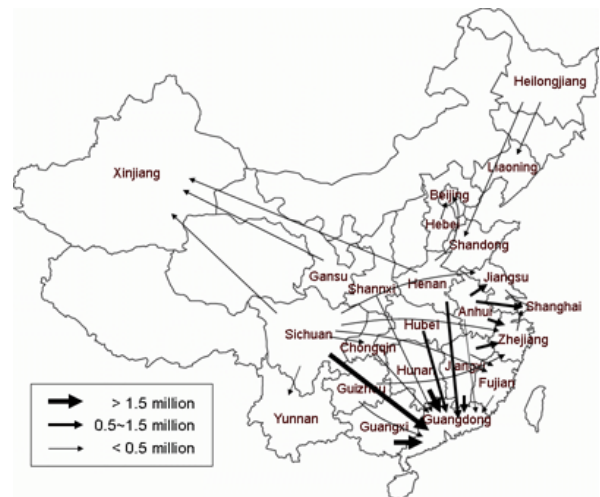 Heilongjiang
Liaoning
Xinjiang
Beijing
Hebei
Shandong
Gansu
Shannxi
Henan
Jiangsu
Shanghai
Anhui
Sichuan
Chongqin
Hubei
Zhejiang
Hunan
Jiangxi
Guizhou
Fujian
Yunnan
Guangxi
Guangdong
> 1.5 million
0.5~1.5 million
< 0.5 million